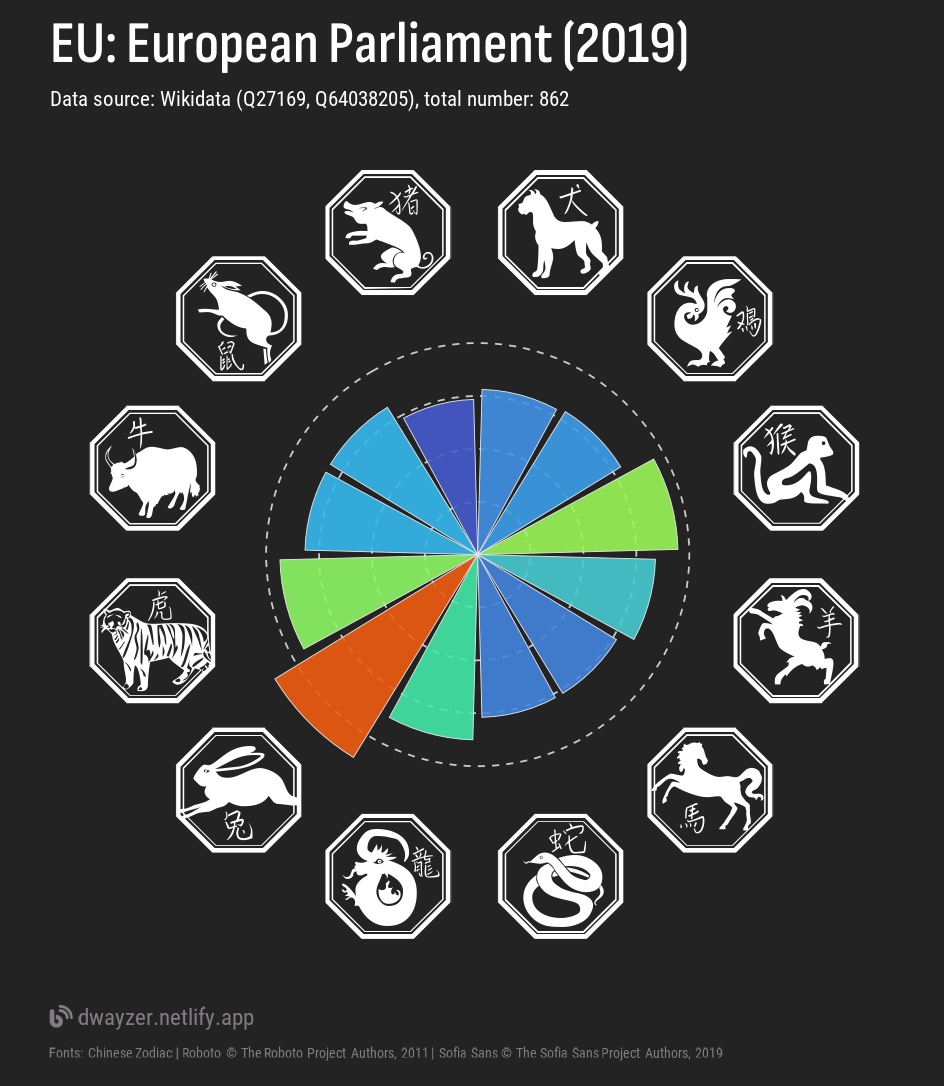 EU: European Parliament (2019)
Data source: Wikidata (Q27169, Q64038205), total number: 862
猪
犬
鸡
鼠
牛
猴
虎
羊
兔
馬
龍
蛇
dwayzer.netlify.app
Fonts: Chinese Zodiac | Roboto © The Roboto Project Authors, 2011 | Sofia Sans © The Sofia Sans Project Authors, 2019